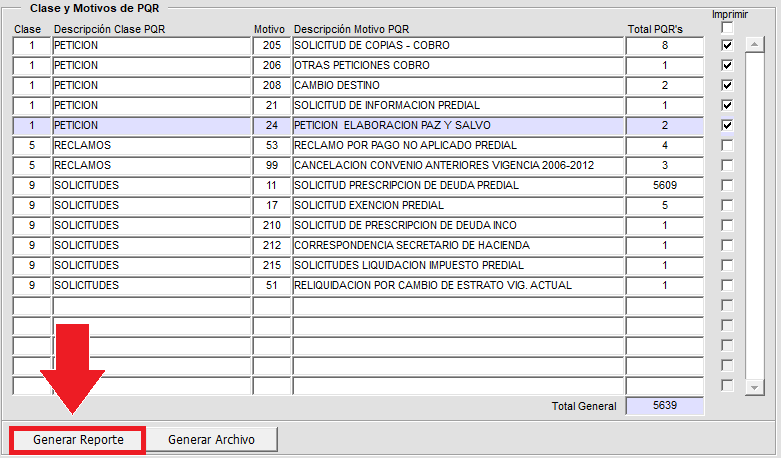 Clase y Motivos de PQR
Imprimir
Clase Descripción Clase PQR Motivo Descripción Motivo PQR Total PQR's
1 PETICION 205 SOLICITUD DE COPIAS - COBRO 8
1 PETICION 206 OTRAS PETICIONES COBRO 1
1 PETICION 208 CAMBIO DESTINO 2
1 PETICION 21 SOLICITUD DE INFORMACION PREDIAL 1
1 PETICION 24 PETICION ELABORACION PAZ Y SALVO 2
5 RECLAMOS 53 RECLAMO POR PAGO NO APLICADO PREDIAL 4
5 RECLAMOS 99 CANCELACION CONVENIO ANTERIORES VIGENCIA 2006-2012 3
9 SOLICITUDES 11 SOLICITUD PRESCRIPCION DE DEUDA PREDIAL 5609
9 SOLICITUDES 17 SOLICITUD EXENCION PREDIAL 5
9 SOLICITUDES 210 SOLICITUD DE PRESCRIPCION DE DEUDA INCO 1
9 SOLICITUDES 212 CORRESPONDENCIA SECRETARIO DE HACIENDA 1
9 SOLICITUDES 215 SOLICITUDES LIQUIDACION IMPUESTO PREDIAL 1
9 SOLICITUDES 51 RELIQUIDACION POR CAMBIO DE ESTRATO VIG. ACTUAL 1
Total General 5639
Generar Reporte Generar Archivo